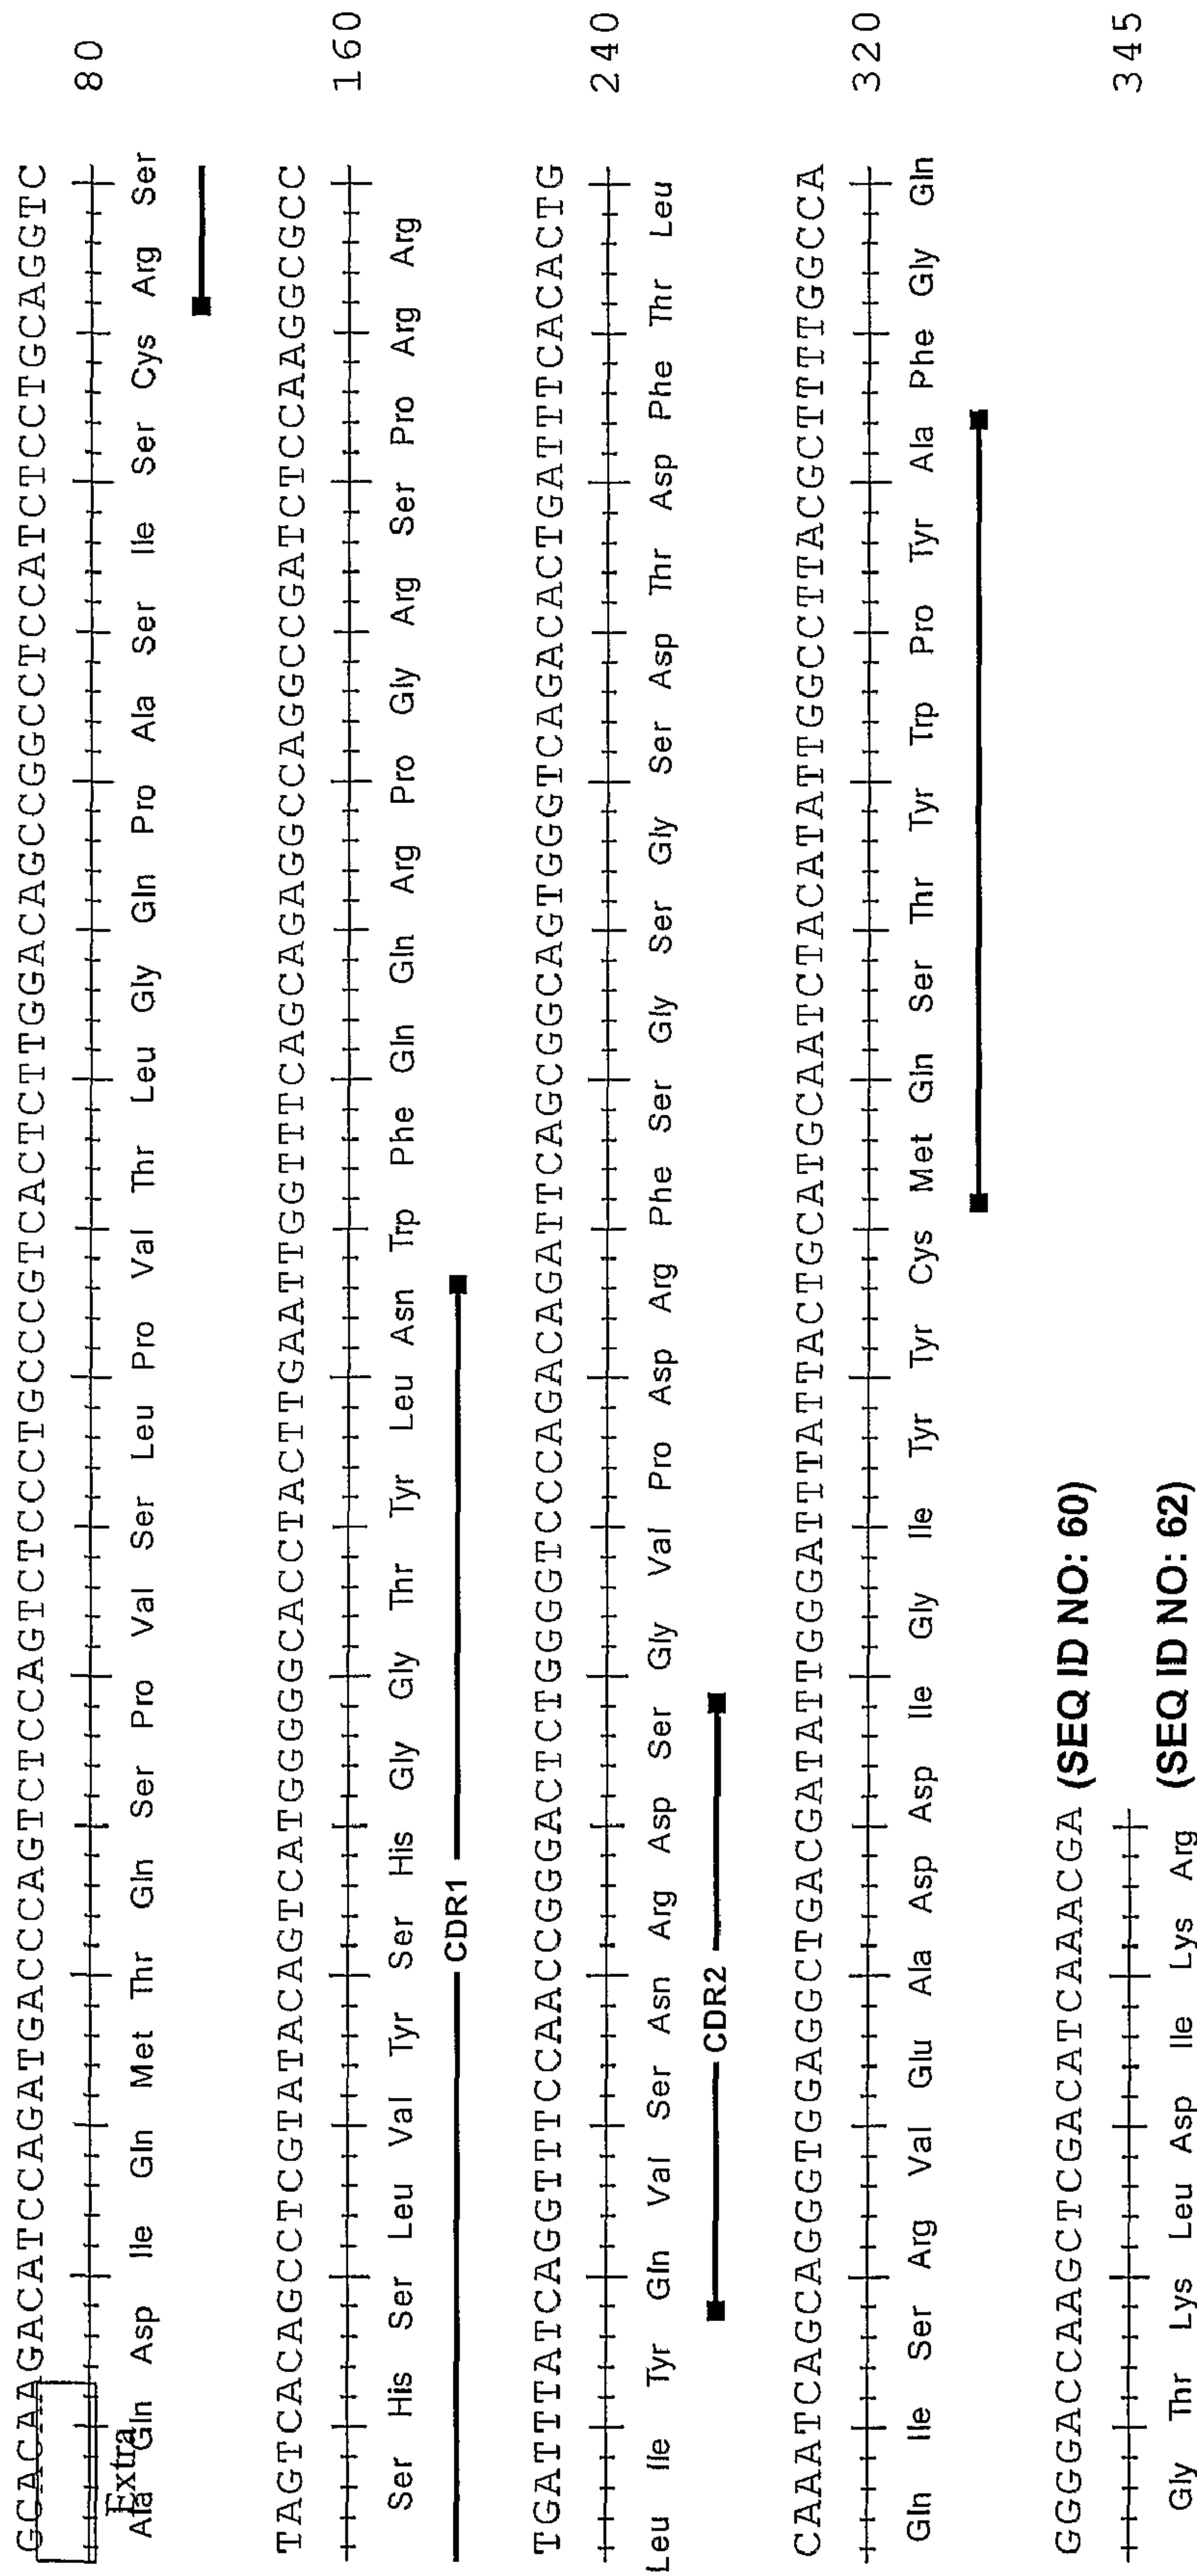 GCACAAGACATCCAGATGACCCAGTCTCCAGTCTCCCTGCCCGTCACTCTTGGACAGCCGGCCTCCATCTCCTGCAGGTC 80
Ala Gln Asp Ile Gln Met Thr Gln Ser Pro Val Ser Leu Pro Val Thr Leu Gly Gln Pro Ala Ser Ile Ser Cys Arg Ser
Extra
TAGTCACAGCCTCGTATACAGTCATGGGGGCACCTACTTGAATTGGTTTCAGCAGAGGCCAGGCCGATCTCCAAGGCGCC 160
Ser His Ser Leu Val Tyr Ser His Gly Gly Thr Tyr Leu Asn Trp Phe Gln Gln Arg Pro Gly Arg Ser Pro Arg Arg
CDR1
TGATTTATCAGGTTTCCAACCGGGACTCTGGGGTCCCAGACAGATTCAGCGGCAGTGGGTCAGACACTGATTTCACACTG 240
Leu Ile Tyr Gln Val Ser Asn Arg Asp Ser Gly Val Pro Asp Arg Phe Ser Gly Ser Gly Ser Asp Thr Asp Phe Thr Leu
CDR2
CAAATCAGCAGGGTGGAGGCTGACGATATTGGGATTTATTACTGCATGCAATCTACATATTGGCCTTACGCTTTTGGCCA 320
Gln Ile Ser Arg Val Glu Ala Asp Asp Ile Gly Ile Tyr Tyr Cys Met Gln Ser Thr Tyr Trp Pro Tyr Ala Phe Gly Gln
GGGGACCAAGCTCGACATCAAACGA (SEQ ID NO: 60)
345
Gly Thr Lys Leu Asp Ile Lys Arg (SEQ ID NO: 62)